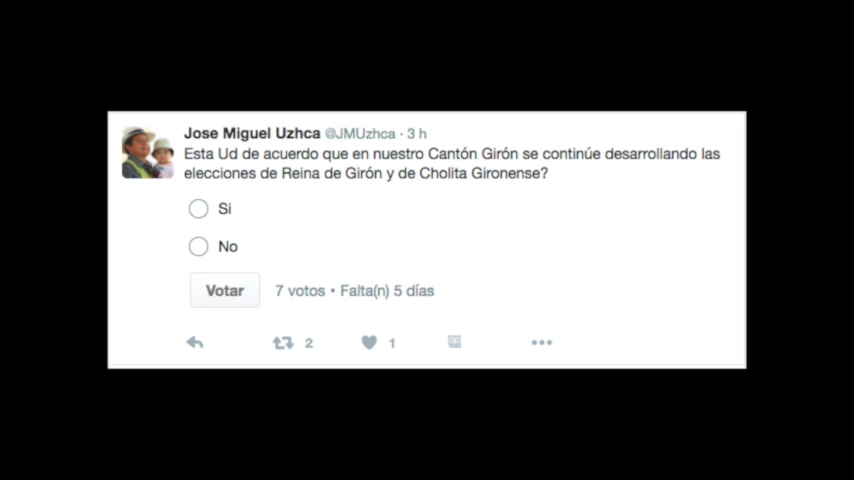 Jose Miguel Uzhca @JMUzhca · 3 h
Esta Ud de acuerdo que en nuestro Cantón Girón se continúe desarrollando las
elecciones de Reina de Girón y de Cholita Gironense?
Si
No
Votar 7 votos • Falta(n) 5 días
2 1